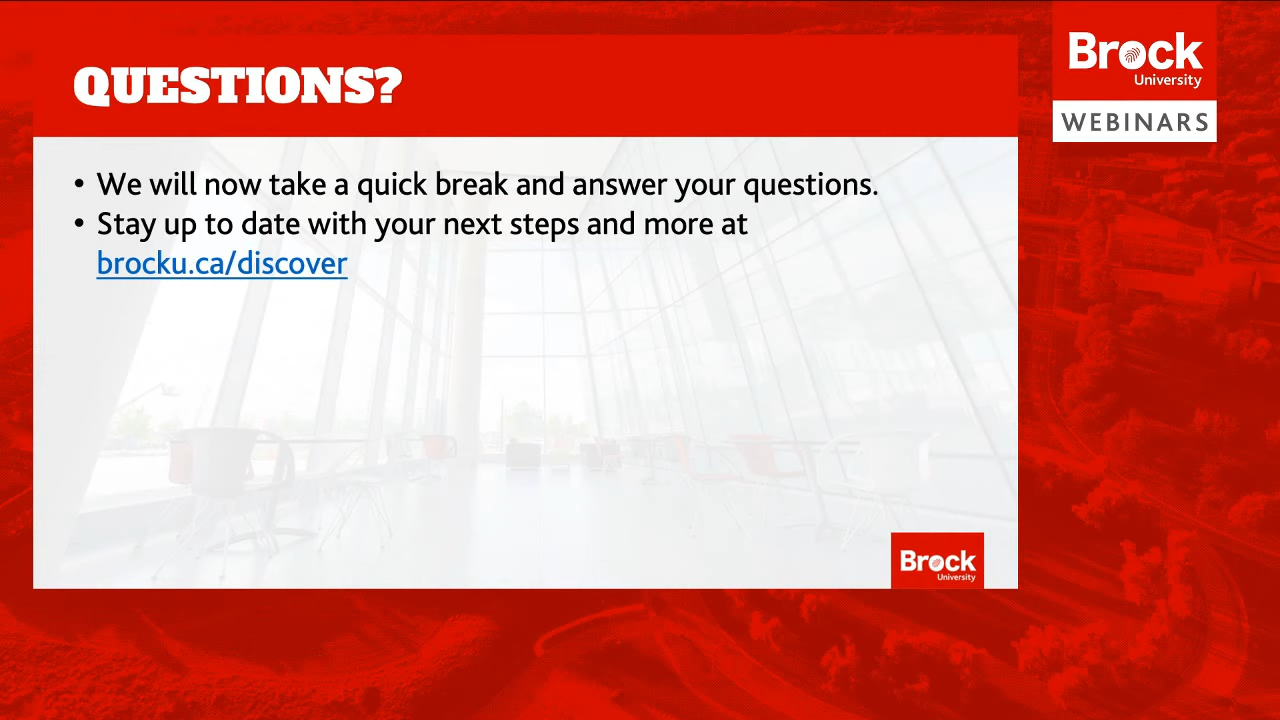 QUESTIONS?
• We will now take a quick break and answer your questions.
• Stay up to date with your next steps and more at
brocku.ca/discover
Brock
University
WEBINARS
Brock
University